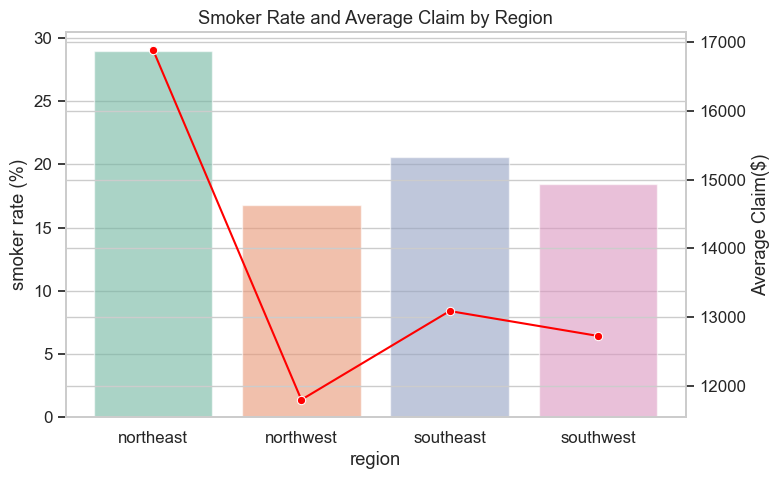 Smoker Rate and Average Claim by Region
30
25
20
15
10
5
0
smoker rate (%)
17000
16000
15000
14000
13000
12000
Average Claim($)
northeast
northwest
southeast
southwest
region